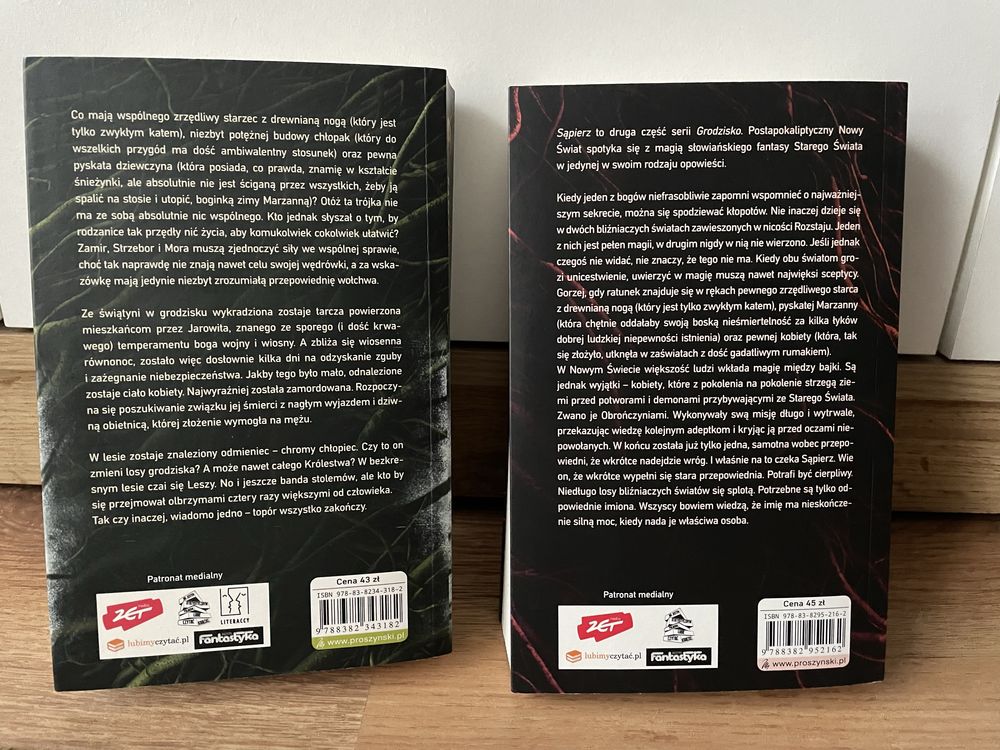 Co mają wspólnego zrzędliwy starzec z drewnianą nogą (który jest
tylko zwykłym katem), niezbyt potężnej budowy chłopak (który do
wszelkich przygód ma dość ambiwalentny stosunek) oraz pewna
pyskata dziewczyna (która posiada, co prawda, znamię w kształcie
śnieżynki, ale absolutnie nie jest ściganą przez wszystkich, żeby ją
spalić na stosie i utopić, boginką zimy Marzanną)? Otóż ta trójka nie
ma ze sobą absolutnie nic wspólnego. Kto jednak słyszał o tym, by
rodzanice tak przędły nić życia, aby komukolwiek cokolwiek ułatwić?
Zamir, Strzebor i Mora muszą zjednoczyć siły we wspólnej sprawie,
choć tak naprawdę nie znają nawet celu swojej wędrówki, a za wska-
zówkę mają jedynie niezbyt zrozumiałą przepowiednię wołchwa.
Ze świątyni w grodzisku wykradziona zostaje tarcza powierzona
mieszkańcom przez Jarowita, znanego ze sporego (i dość krwa-
wego) temperamentu boga wojny i wiosny. A zbliża się wiosenna
równonoc, zostało więc dosłownie kilka dni na odzyskanie zguby
i zażegnanie niebezpieczeństwa. Jakby tego było mało, odnalezione
zostaje ciało kobiety. Najwyraźniej została zamordowana. Rozpoczy-
na się poszukiwanie związku jej śmierci z nagłym wyjazdem i dziw-
ną obietnicą, której złożenie wymogła na mężu.
W lesie zostaje znaleziony odmieniec – chromy chłopiec. Czy to on
zmieni losy grodziska? A może nawet całego Królestwa? W bezkre-
snym lesie czai się Leszy. No i jeszcze banda stolemów, ale kto by
się przejmował olbrzymami cztery razy większymi od człowieka.
Tak czy inaczej, wiadomo jedno – topór wszystko zakończy.
Patronat medialny
ZET
LITERACCY
lubimyczytać.pl
fantastyka
Cena 43 zł
ISBN 978-83-8234-318-2
9 788382 343182
www.proszynski.pl
Sąpierz to druga część serii Grodzisko. Postapokaliptyczny Nowy
Świat spotyka się z magią słowiańskiego fantasy Starego Świata
w jedynej w swoim rodzaju opowieści.
Kiedy jeden z bogów niefrasobliwie zapomni wspomnieć o najważniej-
szym sekrecie, można się spodziewać kłopotów. Nie inaczej dzieje się
w dwóch bliźniaczych światach zawieszonych w nicości Rozstaju. Jeden
z nich jest pełen magii, w drugim nigdy w nią nie wierzono. Jeśli jednak
czegoś nie widać, nie znaczy, że tego nie ma. Kiedy obu światom gro-
zi unicestwienie, uwierzyć w magię muszą nawet najwięksi sceptycy.
Gorzej, gdy ratunek znajduje się w rękach pewnego zrzędliwego starca
z drewnianą nogą (który jest tylko zwykłym katem), pyskatej Marzanny
(która chętnie oddałaby swoją boską nieśmiertelność za kilka łyków
dobrej ludzkiej niepewności istnienia) oraz pewnej kobiety (która, tak
się złożyło, utknęła w zaświatach z dość gadatliwym rumakiem).
W Nowym Świecie większość ludzi wkłada magię między bajki. Są
jednak wyjątki – kobiety, które z pokolenia na pokolenie strzegą zie-
mi przed potworami i demonami przybywającymi ze Starego Świata.
Zwano je Obrończyniami. Wykonywały swą misję długo i wytrwale,
przekazując wiedzę kolejnym adeptkom i kryjąc ją przed oczami nie-
powołanych. W końcu została już tylko jedna, samotna wobec przepo-
wiedni, że wkrótce nadejdzie wróg. I właśnie na to czeka Sąpierz. Wie
on, że wkrótce wypełni się stara przepowiednia. Potrafi być cierpliwy.
Niedługo losy bliźniaczych światów się splotą. Potrzebne są tylko od-
powiednie imiona. Wszyscy bowiem wiedzą, że imię ma nieskończe-
nie silną moc, kiedy nada je właściwa osoba.
Patronat medialny
ZET
lubimyczytać.pl
fantastyka
Cena 45 zł
ISBN 978-83-8295-216-2
9 788382 952162
www.proszynski.pl